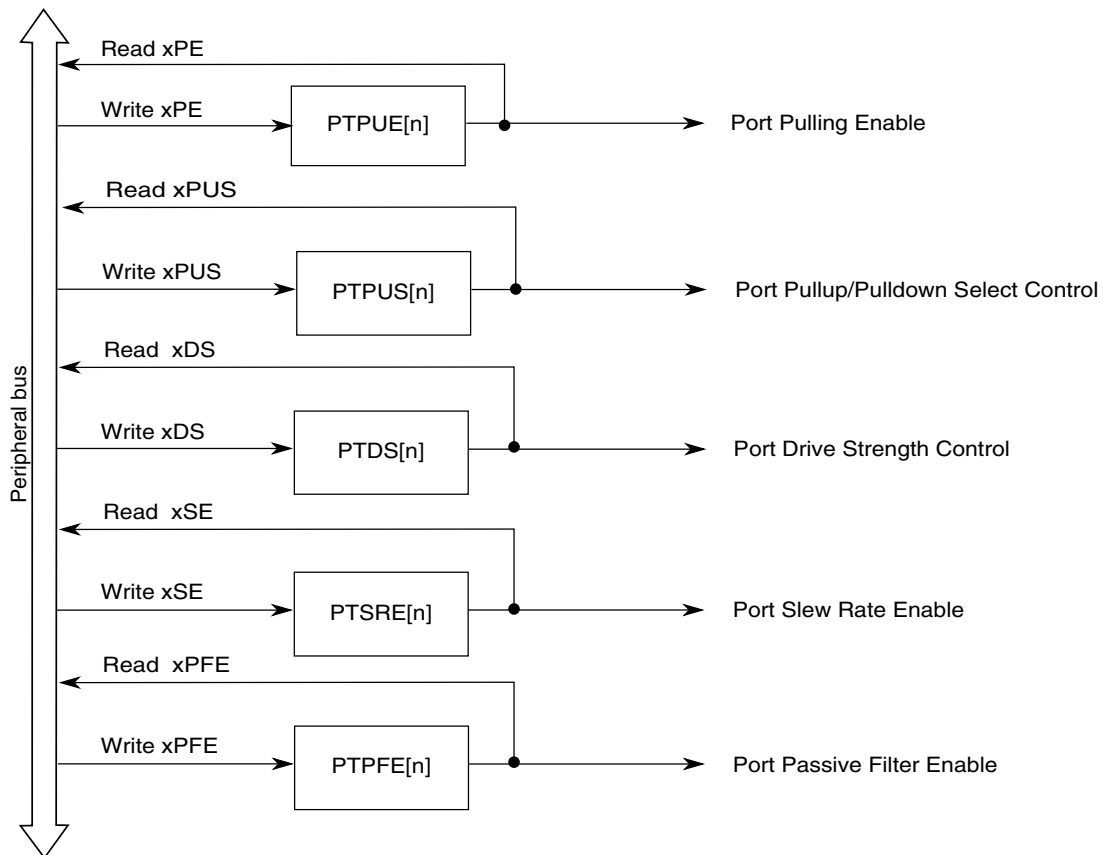 Read xPE
Write xPE
PTPUE[n]
Port Pulling Enable
Read xPUS
Write xPUS
PTPUS[n]
Port Pullup/Pulldown Select Control
Read xDS
Write xDS
PTDS[n]
Port Drive Strength Control
Peripheral bus
Read xSE
Write xSE
PTSRE[n]
Port Slew Rate Enable
Read xPFE
Write xPFE
PTPFE[n]
Port Passive Filter Enable